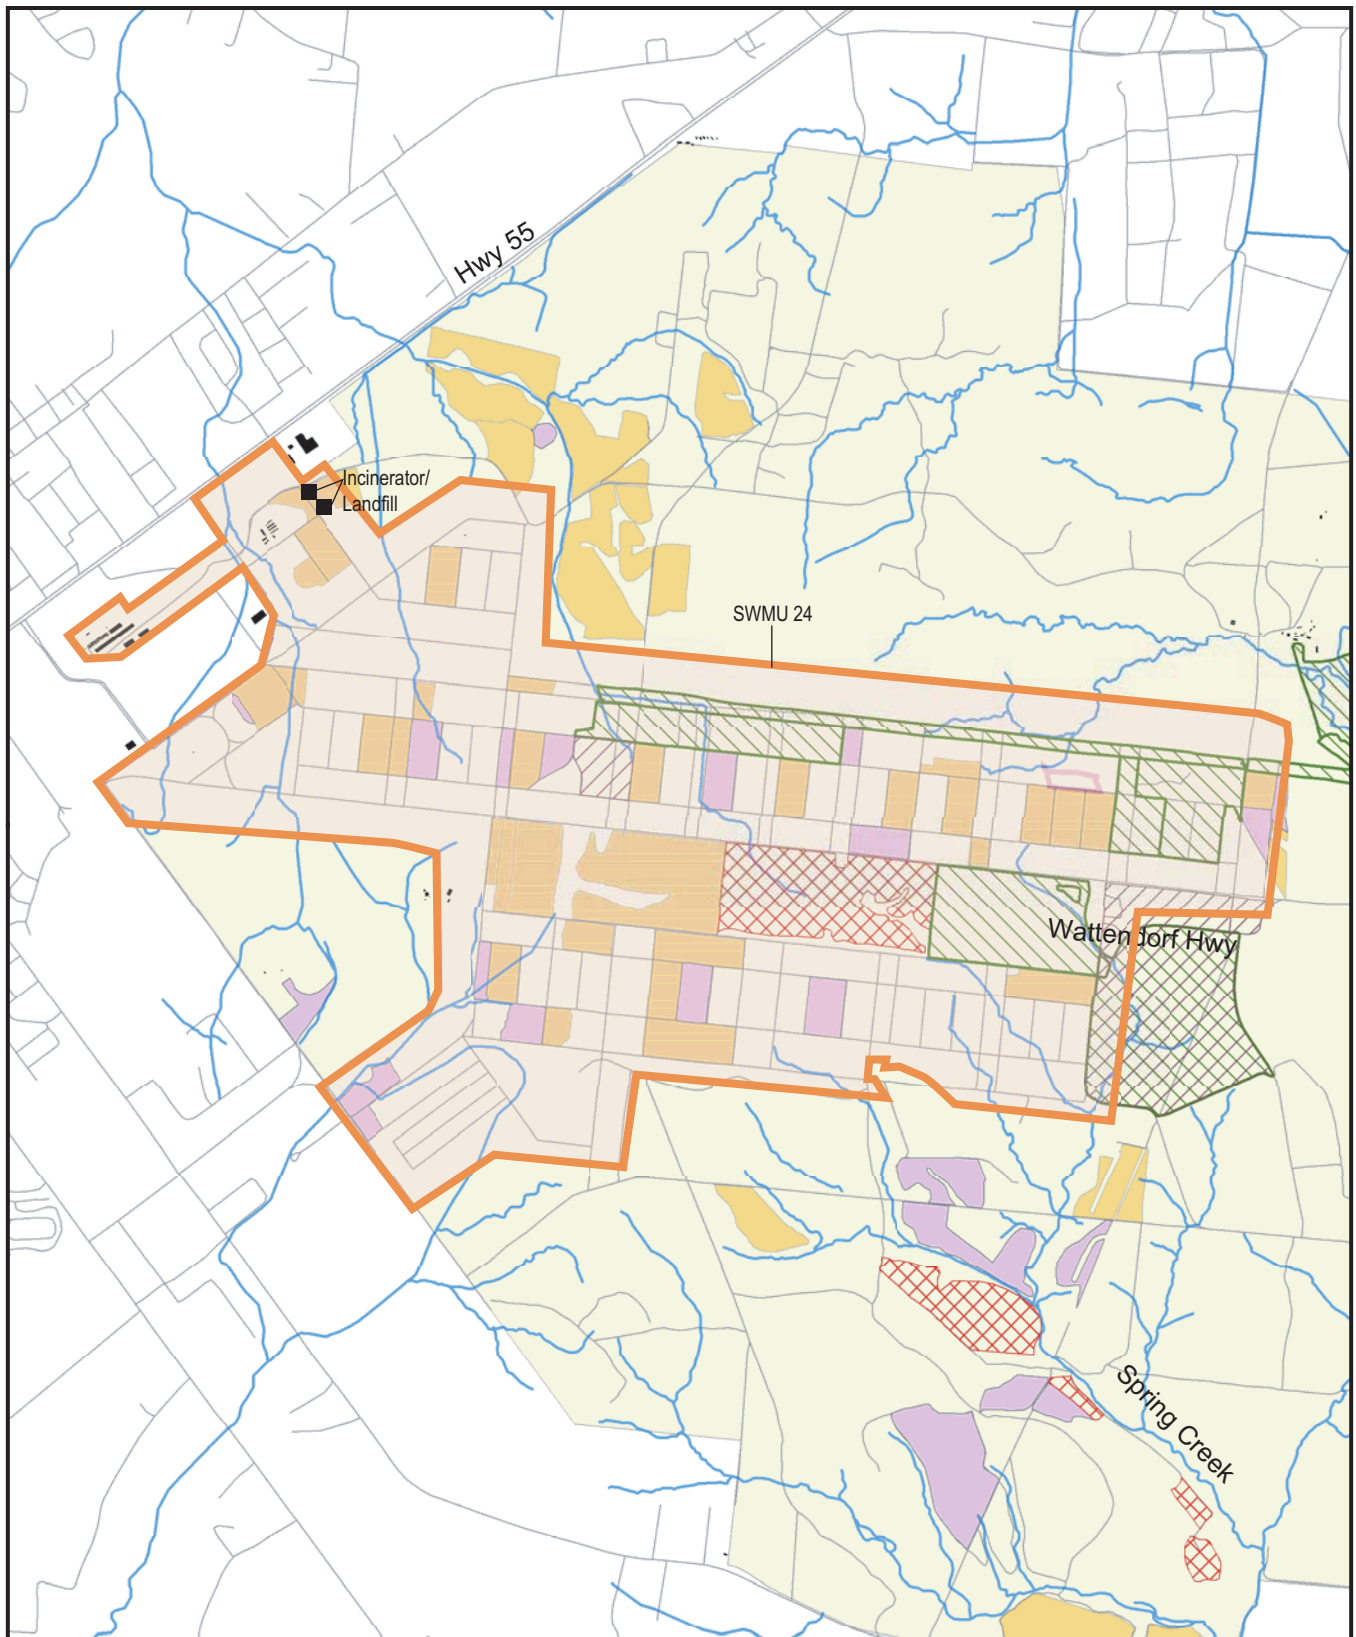 Hwy 55
Incinerator/
Landfill
SWMU 24
Wattendorf Hwy
Spring Creek